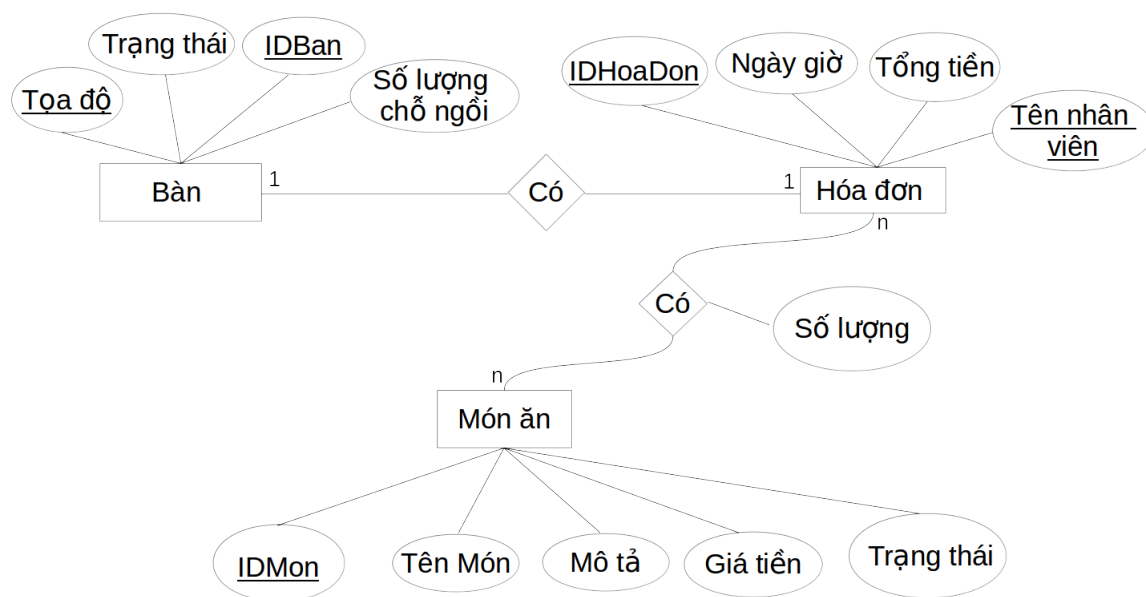 Trạng thái
IDBan
Tọa độ
Số lượng
chỗ ngồi
IDHoaDon
Ngày giờ
Tổng tiền
Tên nhân
viên
Bàn
1
Có
1
Hóa đơn
n
Có
Số lượng
n
Món ăn
IDMon
Tên Món
Mô tả
Giá tiền
Trạng thái